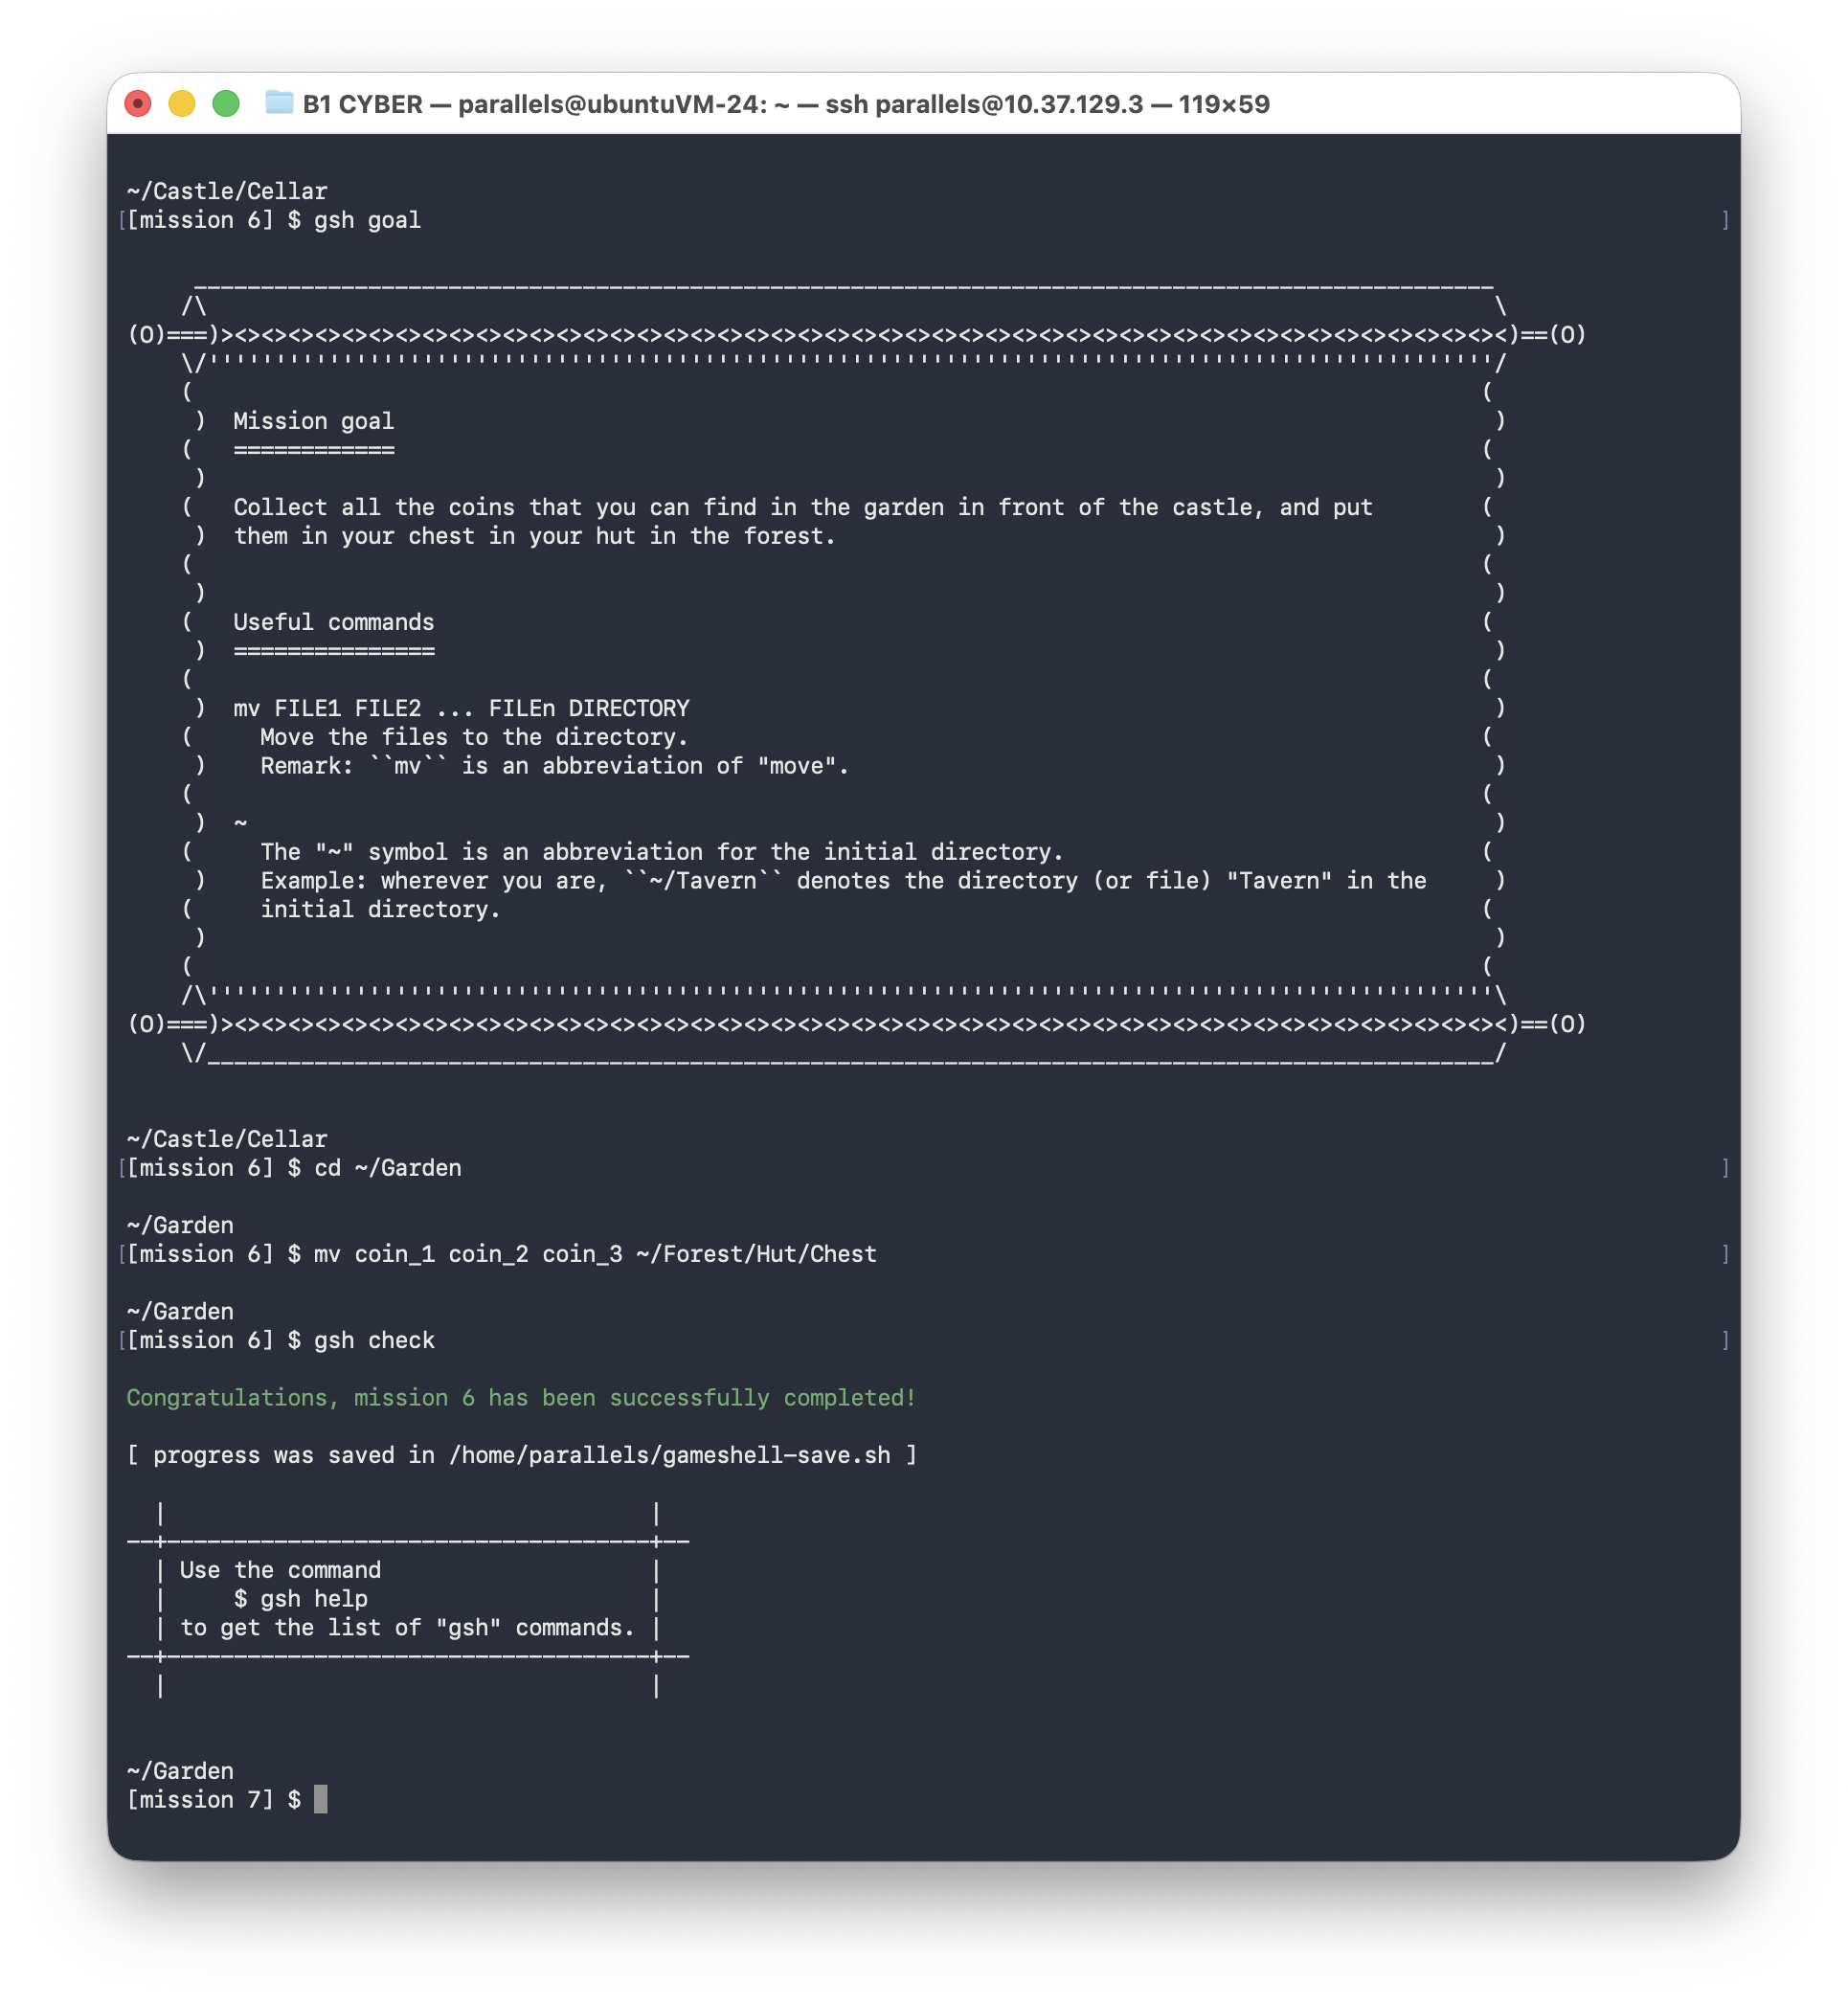 B1 CYBER — parallels@ubuntuVM-24: ~ — ssh parallels@10.37.129.3 — 119×59
~/Castle/Cellar
[[mission 6] $ gsh goal ]
________________________________________________________________________________________________
/\ \
(O)===)><><><><><><><><><><><><><><><><><><><><><><><><><><><><><><><><><><><><><><><><><><><><><><><)==(O)
\/''''''''''''''''''''''''''''''''''''''''''''''''''''''''''''''''''''''''''''''''''''''''''''''''/
( (
) Mission goal )
( ============ (
) )
( Collect all the coins that you can find in the garden in front of the castle, and put (
) them in your chest in your hut in the forest. )
( (
) )
( Useful commands (
) =============== )
( (
) mv FILE1 FILE2 ... FILEn DIRECTORY )
( Move the files to the directory. (
) Remark: ``mv`` is an abbreviation of "move". )
( (
) ~ )
( The "~" symbol is an abbreviation for the initial directory. (
) Example: wherever you are, ``~/Tavern`` denotes the directory (or file) "Tavern" in the )
( initial directory. (
) )
( (
/\''''''''''''''''''''''''''''''''''''''''''''''''''''''''''''''''''''''''''''''''''''''''''''''''\
(O)===)><><><><><><><><><><><><><><><><><><><><><><><><><><><><><><><><><><><><><><><><><><><><><><><)==(O)
\/________________________________________________________________________________________________/
~/Castle/Cellar
[[mission 6] $ cd ~/Garden ]
~/Garden
[[mission 6] $ mv coin_1 coin_2 coin_3 ~/Forest/Hut/Chest ]
~/Garden
[[mission 6] $ gsh check ]
Congratulations, mission 6 has been successfully completed!
[ progress was saved in /home/parallels/gameshell-save.sh ]
| |
--+------------------------------------+--
| Use the command |
| $ gsh help |
| to get the list of "gsh" commands. |
--+------------------------------------+--
| |
~/Garden
[mission 7] $